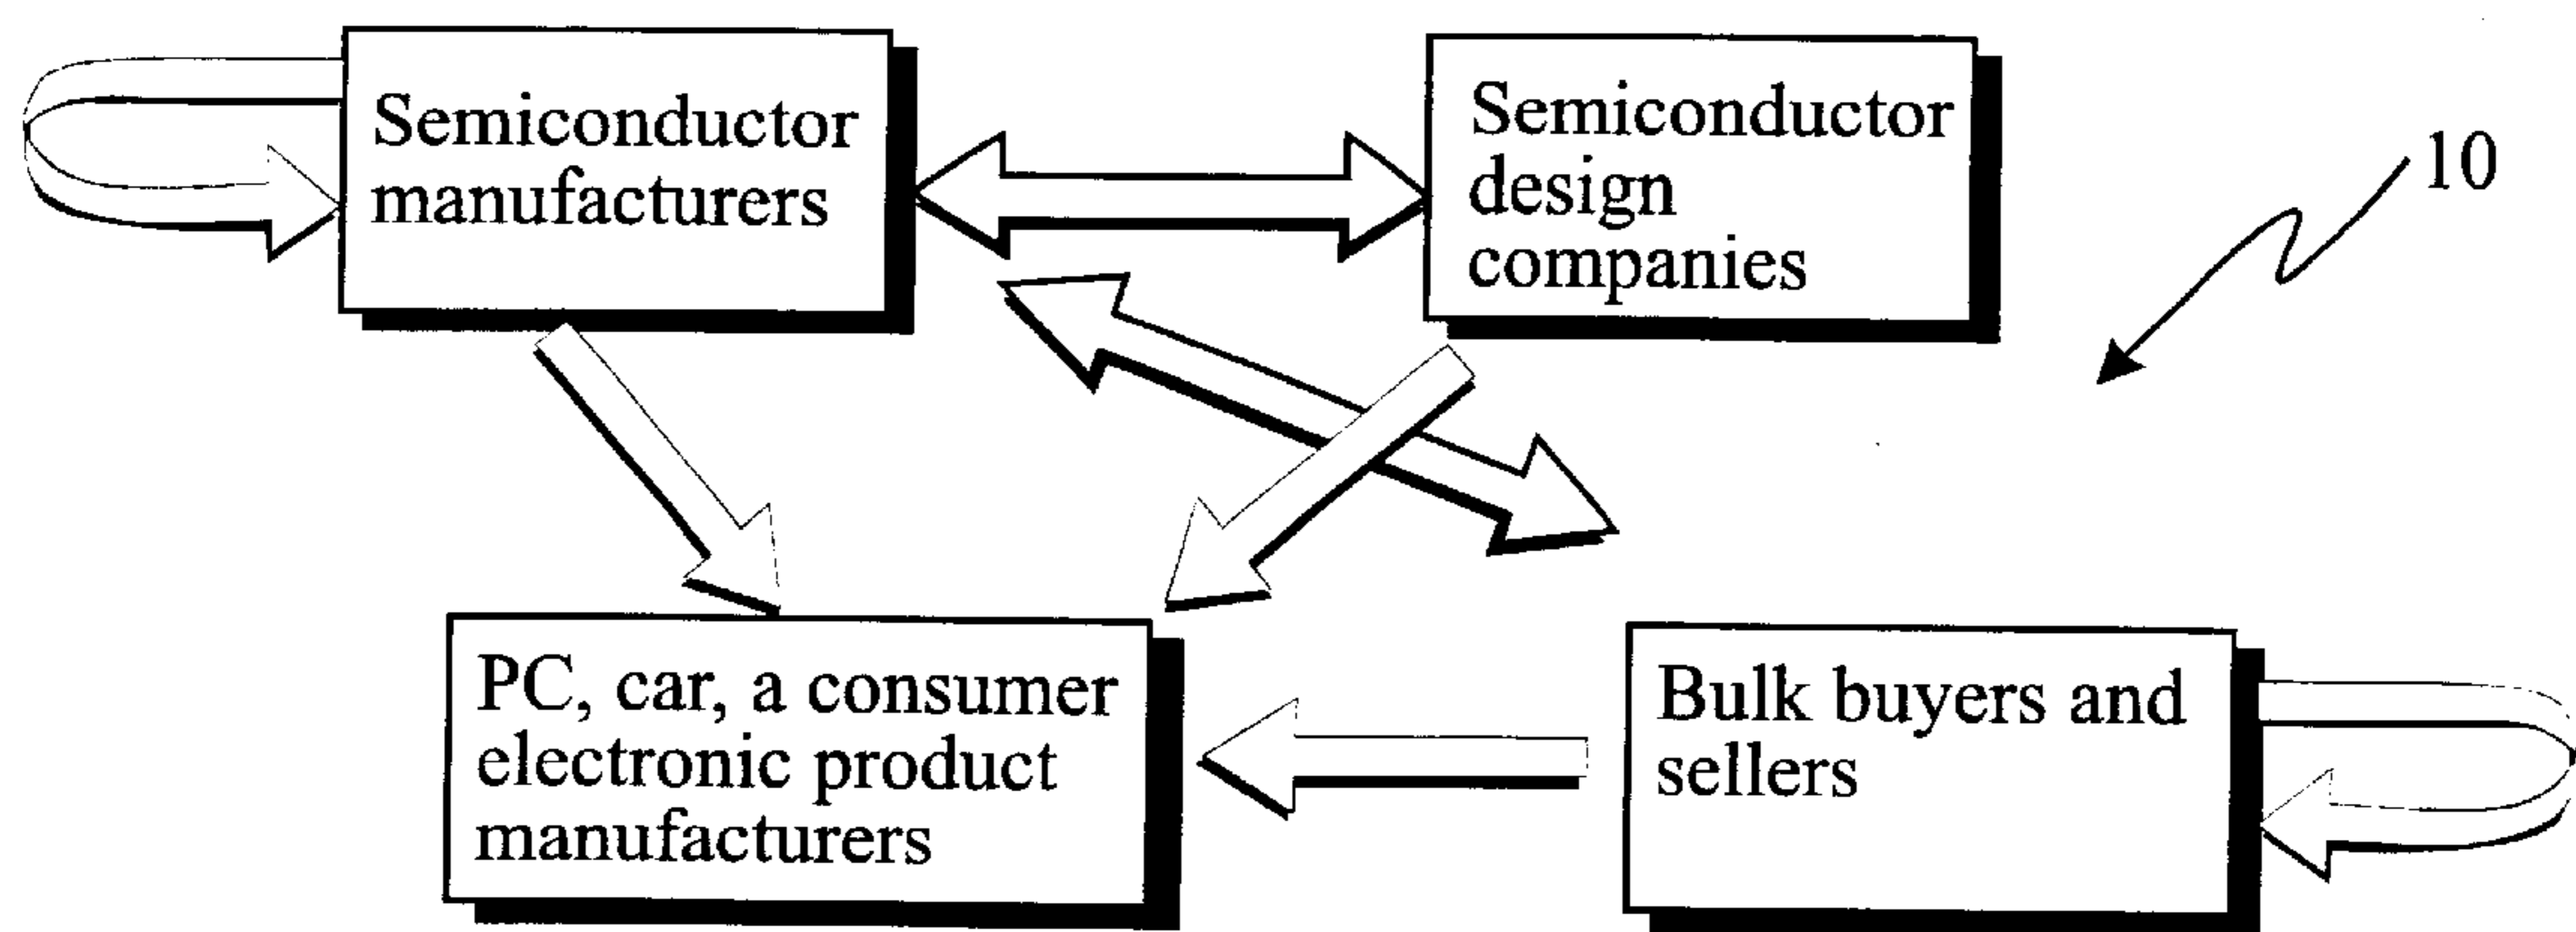 Semiconductor
manufacturers
Semiconductor
design
companies
10
PC, car, a consumer
electronic product
manufacturers
Bulk buyers and
sellers